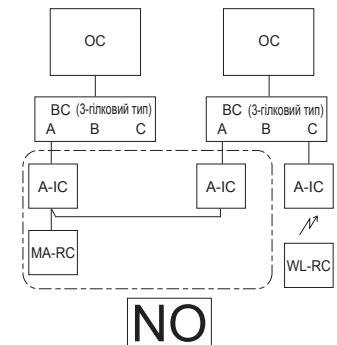 OC OC
BC (3-гілковий тип) BC (3-гілковий тип)
A B C A B C
A-IC A-IC A-IC
MA-RC WL-RC
NO